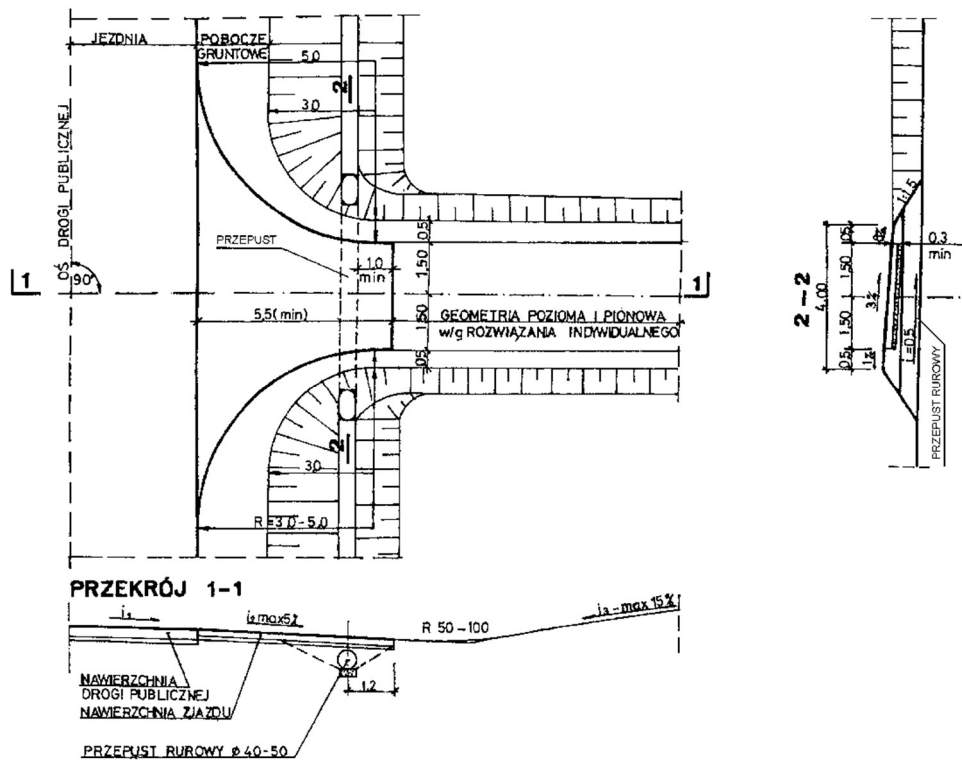 JEZDNIA
POBOCZE
GRUNTOWE
5.0
2
3.0
OŚ DROGI PUBLICZNEJ
90°
1
PRZEPUST
1.0
min
0.5
1.50
1
5.5(min)
1.50
GEOMETRIA POZIOMA I PIONOWA
w/g ROZWIĄZANIA INDYWIDUALNEGO
0.5
2
3.0
R=3.0-5.0
2-2
4.00
0.5
1.50
1.50
0.5
1:1.5
0.3
min
3%
L=0.5
PRZEPUST RUROWY
PRZEKRÓJ 1-1
i₂ max5%
R 50-100
i₃-max 15%
1.2
NAWIERZCHNIA
DROGI PUBLICZNEJ
NAWIERZCHNIA ZJAZDU
PRZEPUST RUROWY ø 40-50